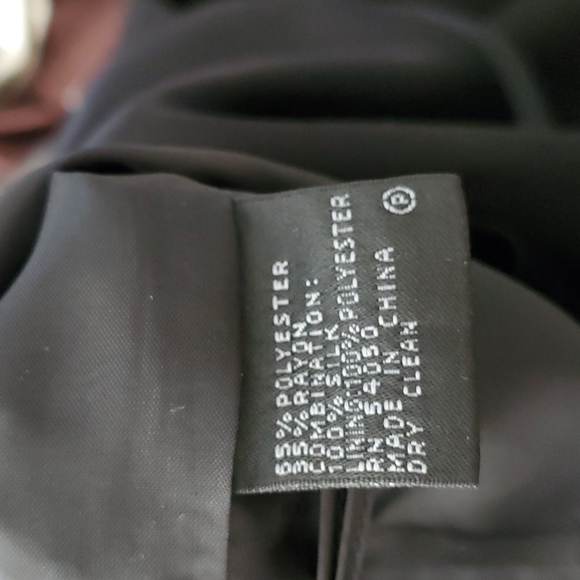 65% POLYESTER
35% RAYON
COMBINATION:
100% SILK
LINING:100% POLYESTER
RN 54050
MADE IN CHINA
DRY CLEAN
P